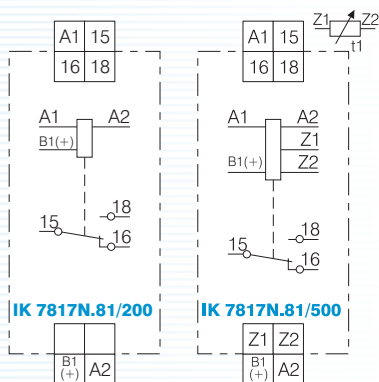 A1 15
16 18
A1 A2
B1(+)
18
15
16
IK 7817N.81/200
B1
(+) A2
Z1 Z2
t1
A1 15
16 18
A1 A2
Z1
B1(+) Z2
18
15
16
IK 7817N.81/500
Z1 Z2
B1
(+) A2